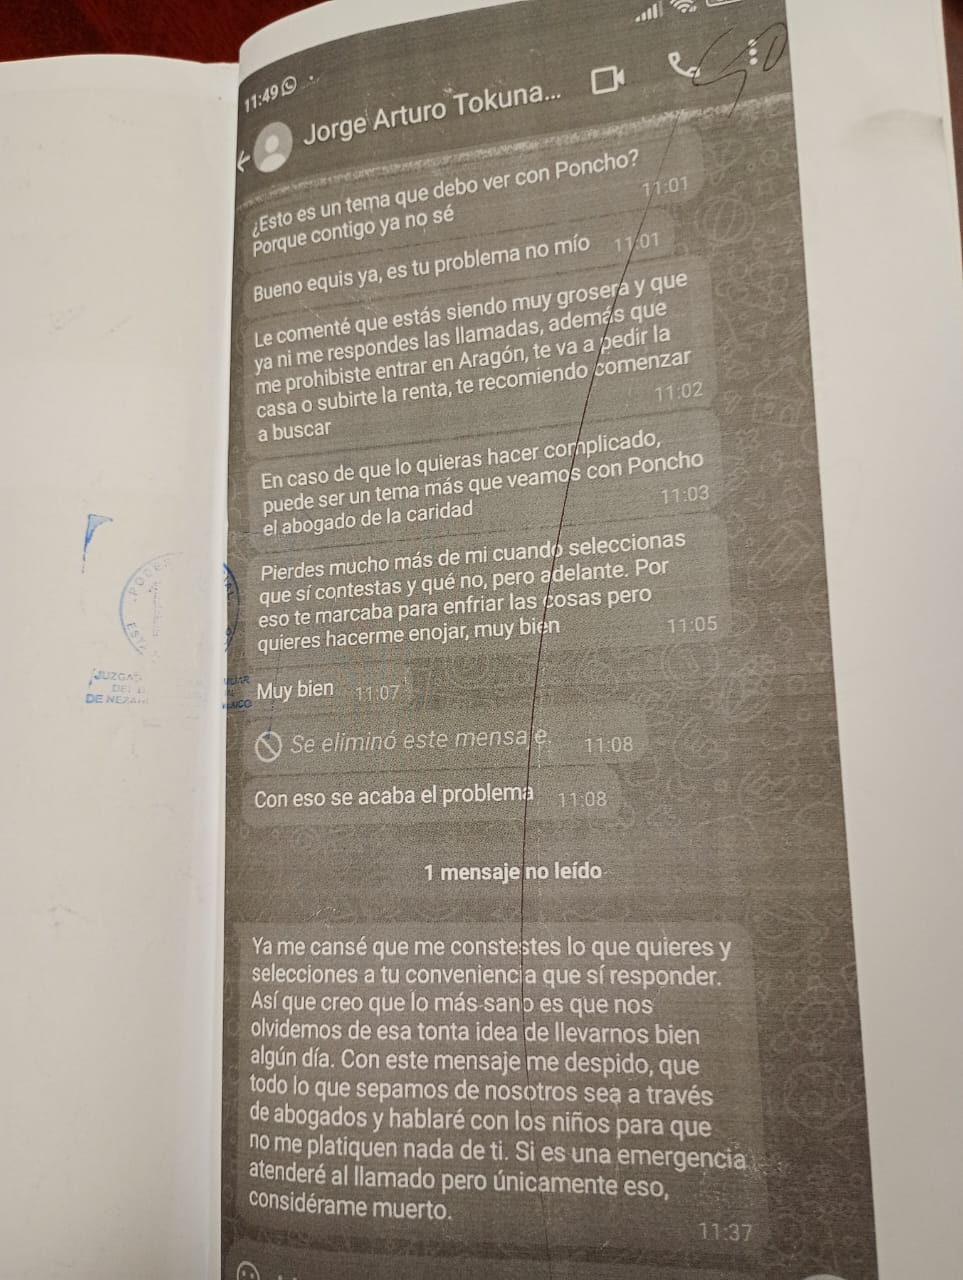 11:49
Jorge Arturo Tokuna...
¿Esto es un tema que debo ver con Poncho?
Porque contigo ya no sé
11:01
Bueno equis ya, es tu problema no mío
11:01
Le comenté que estás siendo muy grosera y que
ya ni me respondes las llamadas, además que
me prohibiste entrar en Aragón, te va a pedir la
casa o subirte la renta, te recomiendo comenzar
a buscar
11:02
En caso de que lo quieras hacer complicado,
puede ser un tema más que veamos con Poncho
el abogado de la caridad
11:03
Pierdes mucho más de mi cuando seleccionas
que sí contestas y qué no, pero adelante. Por
eso te marcaba para enfriar las cosas pero
quieres hacerme enojar, muy bien
11:05
Muy bien
11:07
Se eliminó este mensaje.
11:08
Con eso se acaba el problema
11:08
1 mensaje no leído
Ya me cansé que me constestes lo que quieres y
selecciones a tu conveniencia que sí responder.
Así que creo que lo más sano es que nos
olvidemos de esa tonta idea de llevarnos bien
algún día. Con este mensaje me despido, que
todo lo que sepamos de nosotros sea a través
de abogados y hablaré con los niños para que
no me platiquen nada de ti. Si es una emergencia
atenderé al llamado pero únicamente eso,
considérame muerto.
11:37
PODER
JUZGAD
DE NEZA